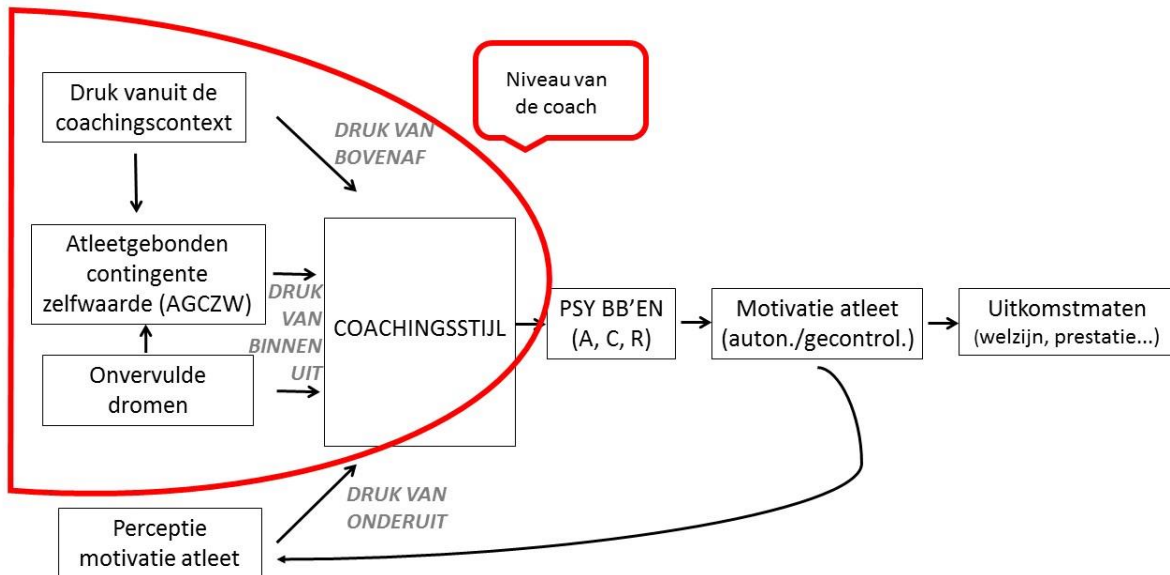 Niveau van
de coach
Druk vanuit de
coachingscontext
DRUK VAN
BOVENAF
Atleetgebonden
contingente
zelfwaarde (AGCZW)
DRUK
VAN
BINNEN
UIT
Onvervulde
dromen
COACHINGSSTIJL
PSY BB'EN
(A, C, R)
Motivatie atleet
(auton./gecontrol.)
Uitkomstmaten
(welzijn, prestatie...)
DRUK VAN
ONDERUIT
Perceptie
motivatie atleet